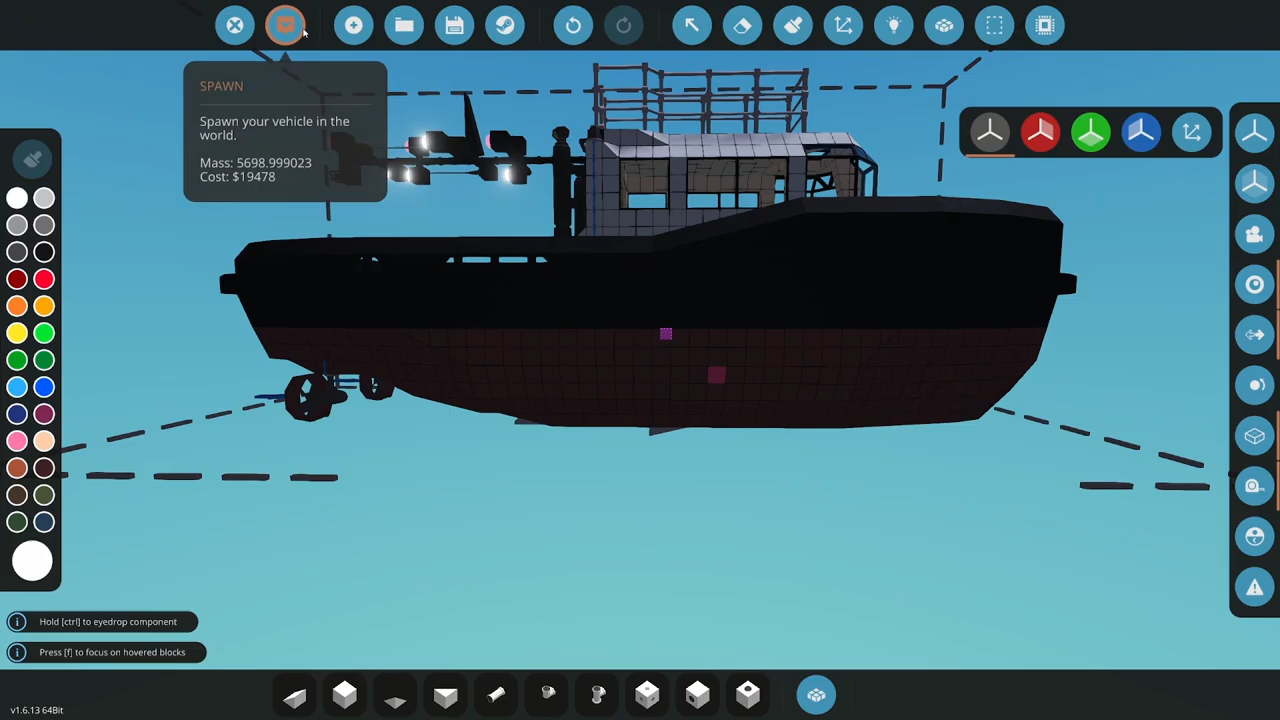 SPAWN
Spawn your vehicle in the
world.
Mass: 5698.999023
Cost: $19478
Hold [ctrl] to eyedrop component
Press [f] to focus on hovered blocks
v1.6.13 64Bit